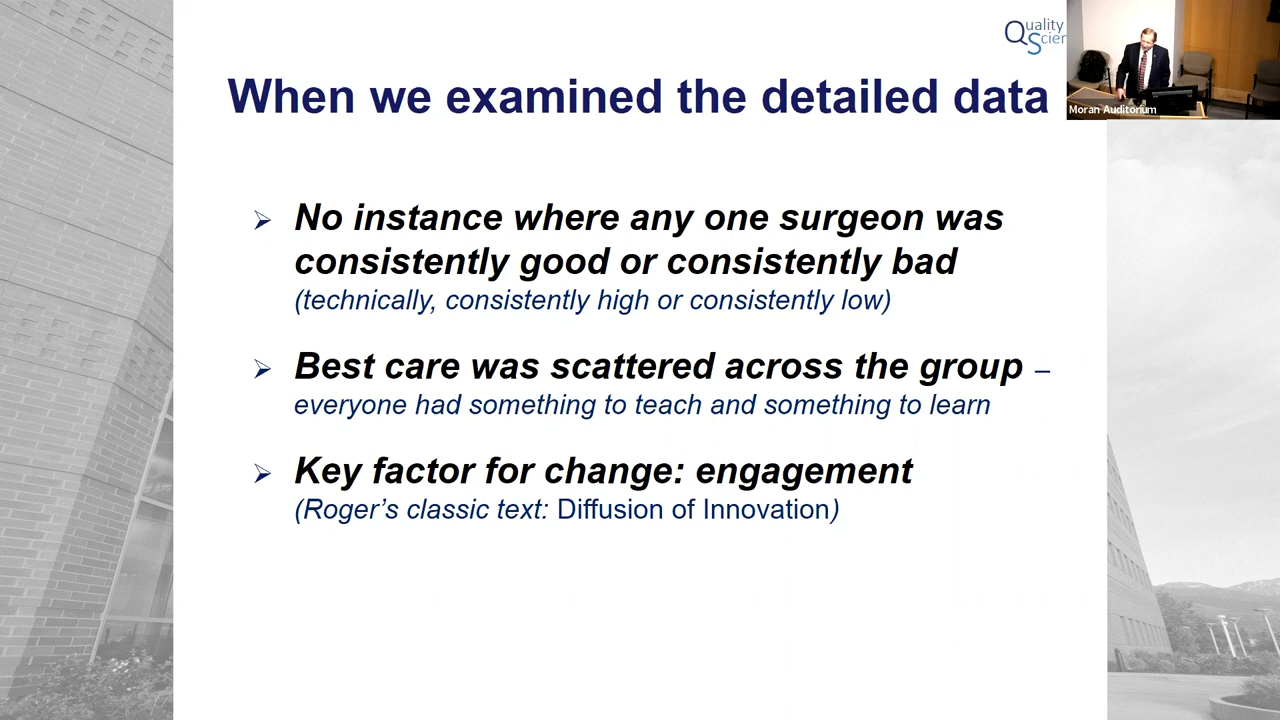 Quality
When we examined the detailed data
Moran Auditorium
No instance where any one surgeon was
consistently good or consistently bad
(technically, consistently high or consistently low)
Best care was scattered across the group –
everyone had something to teach and something to learn
Key factor for change: engagement
(Roger's classic text: Diffusion of Innovation)